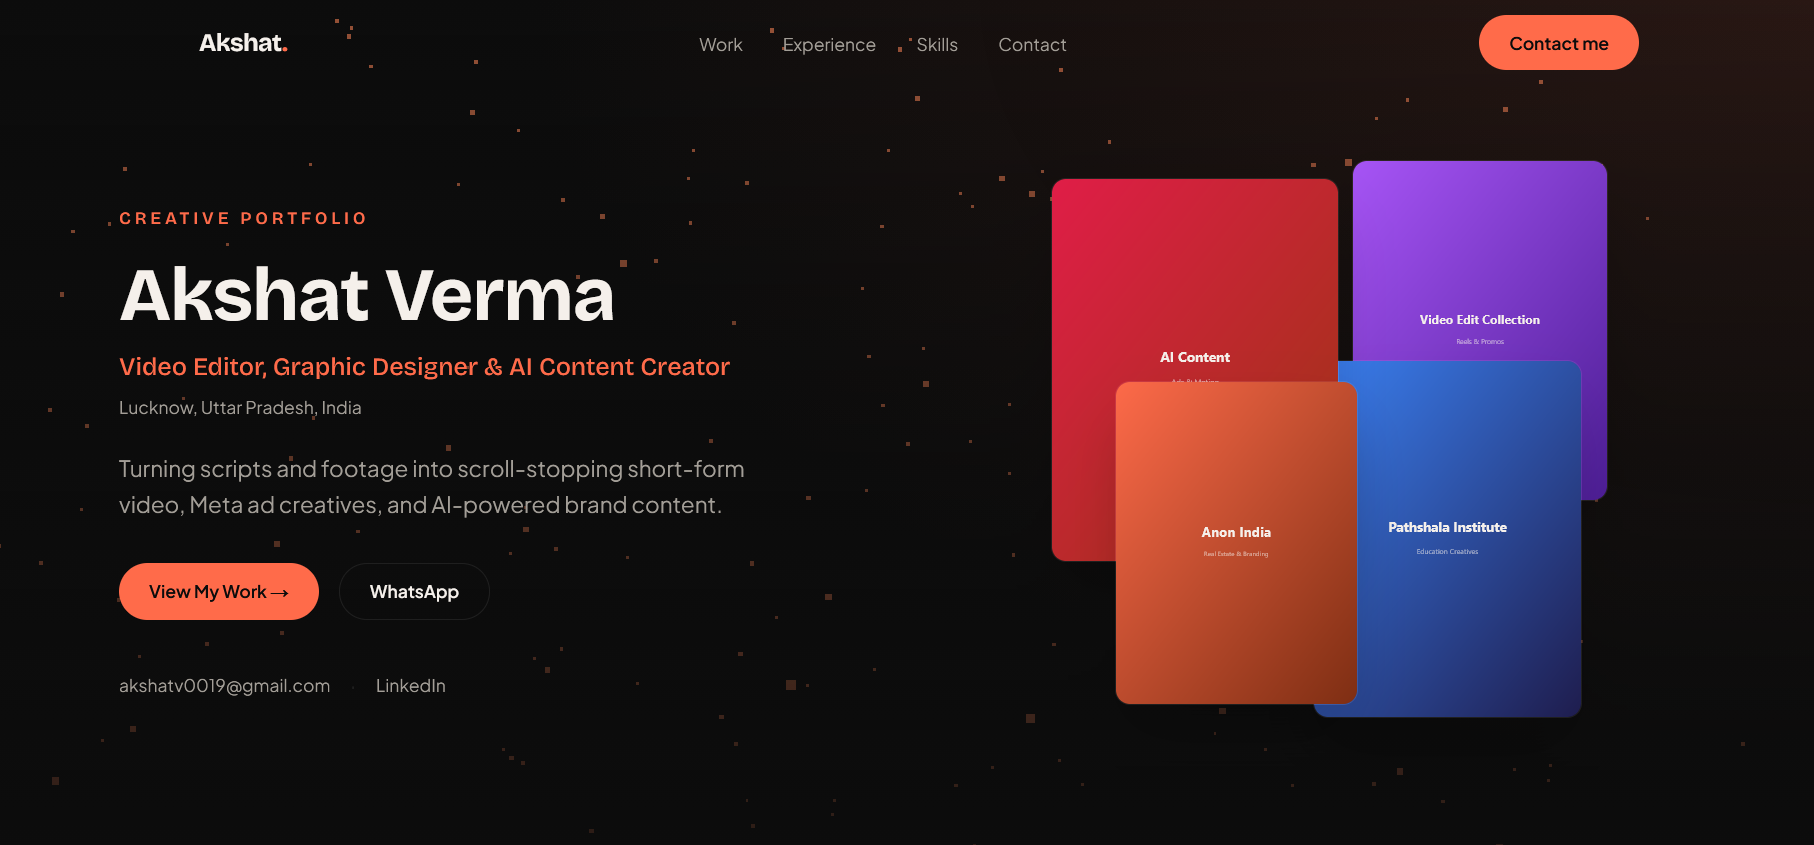 Akshat.
Work
Experience
Skills
Contact
Contact me
CREATIVE PORTFOLIO
Akshat Verma
Video Editor, Graphic Designer & AI Content Creator
Lucknow, Uttar Pradesh, India
Turning scripts and footage into scroll-stopping short-form
video, Meta ad creatives, and AI-powered brand content.
View My Work →
WhatsApp
akshatv0019@gmail.com · LinkedIn
AI Content
Video Edit Collection
Reels & Promos
Anon India
Real Estate & Branding
Pathshala Institute
Education Creatives